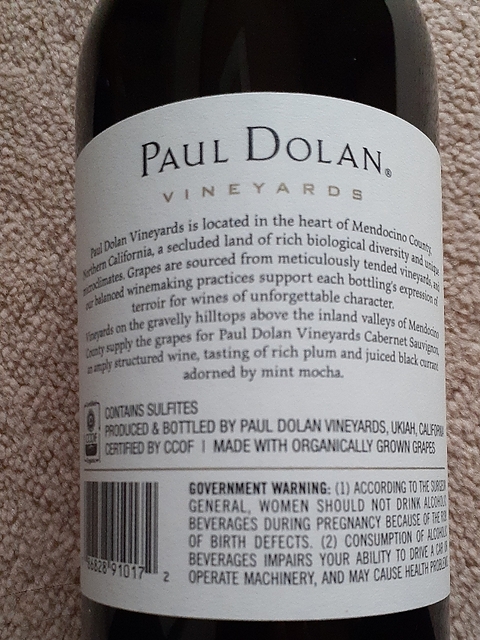 PAUL DOLAN®
VINEYARDS
Paul Dolan Vineyards is located in the heart of Mendocino County,
Northern California, a secluded land of rich biological diversity and unique
microclimates. Grapes are sourced from meticulously tended vineyards, and
our balanced winemaking practices support each bottling's expression of
terroir for wines of unforgettable character.
Vineyards on the gravelly hilltops above the inland valleys of Mendocino
County supply the grapes for Paul Dolan Vineyards Cabernet Sauvignon,
an amply structured wine, tasting of rich plum and juiced black currant
adorned by mint mocha.
CCOF
CONTAINS SULFITES
PRODUCED & BOTTLED BY PAUL DOLAN VINEYARDS, UKIAH, CALIFORNIA
CERTIFIED BY CCOF | MADE WITH ORGANICALLY GROWN GRAPES
GOVERNMENT WARNING: (1) ACCORDING TO THE SURGEON
GENERAL, WOMEN SHOULD NOT DRINK ALCOHOLIC
BEVERAGES DURING PREGNANCY BECAUSE OF THE RISK
OF BIRTH DEFECTS. (2) CONSUMPTION OF ALCOHOLIC
BEVERAGES IMPAIRS YOUR ABILITY TO DRIVE A CAR OR
OPERATE MACHINERY, AND MAY CAUSE HEALTH PROBLEMS
86828 91017 2